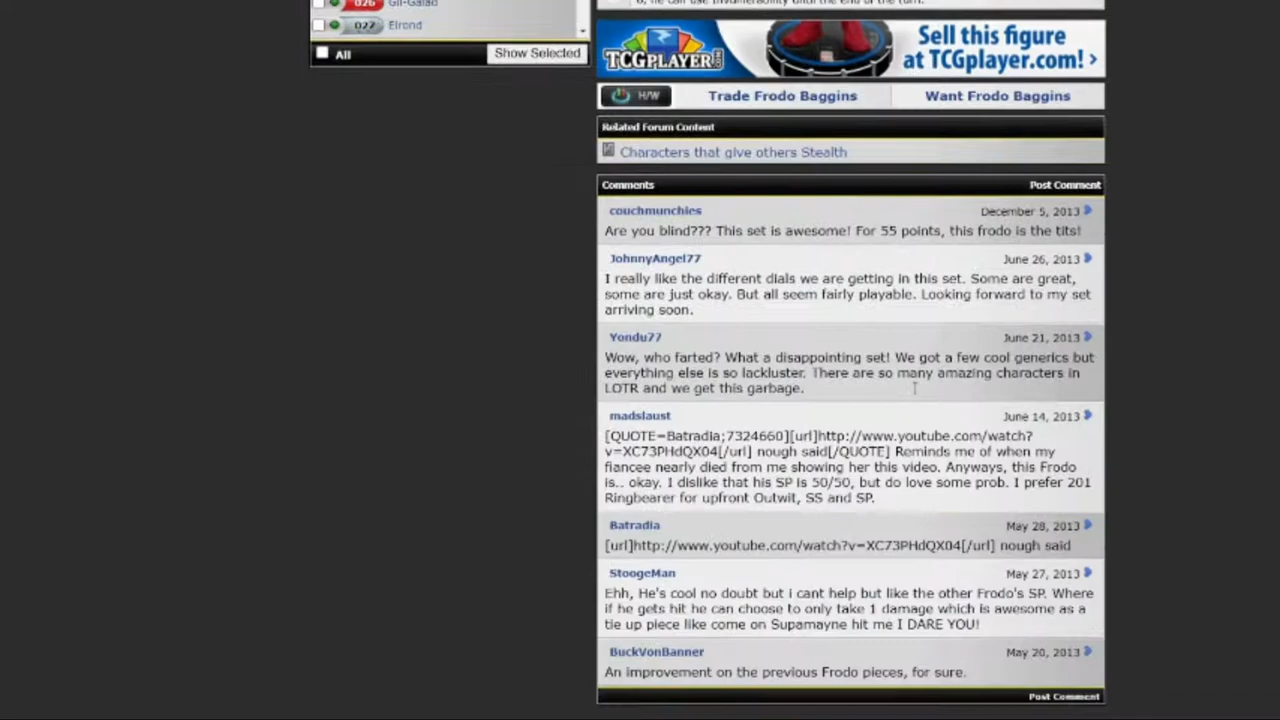 026 Gil-Galad
6, he can use Invulnerability until the end of the turn.
027 Elrond
All Show Selected
TCGPLAYER.COM
Sell this figure
at TCGplayer.com! ›
H/W Trade Frodo Baggins Want Frodo Baggins
Related Forum Content
Characters that give others Stealth
Comments Post Comment
couchmunchies December 5, 2013
Are you blind??? This set is awesome! For 55 points, this frodo is the tits!
JohnnyAngel77 June 26, 2013
I really like the different dials we are getting in this set. Some are great,
some are just okay. But all seem fairly playable. Looking forward to my set
arriving soon.
Yondu77 June 21, 2013
Wow, who farted? What a disappointing set! We got a few cool generics but
everything else is so lackluster. There are so many amazing characters in
LOTR and we get this garbage.
madslaust June 14, 2013
[QUOTE=Batradia;7324660][url]http://www.youtube.com/watch?
v=XC73PHdQX04[/url] nough said[/QUOTE] Reminds me of when my
fiancee nearly died from me showing her this video. Anyways, this Frodo
is.. okay. I dislike that his SP is 50/50, but do love some prob. I prefer 201
Ringbearer for upfront Outwit, SS and SP.
Batradia May 28, 2013
[url]http://www.youtube.com/watch?v=XC73PHdQX04[/url] nough said
StoogeMan May 27, 2013
Ehh, He's cool no doubt but i cant help but like the other Frodo's SP. Where
if he gets hit he can choose to only take 1 damage which is awesome as a
tie up piece like come on Supamayne hit me I DARE YOU!
BuckVonBanner May 20, 2013
An improvement on the previous Frodo pieces, for sure.
Post Comment